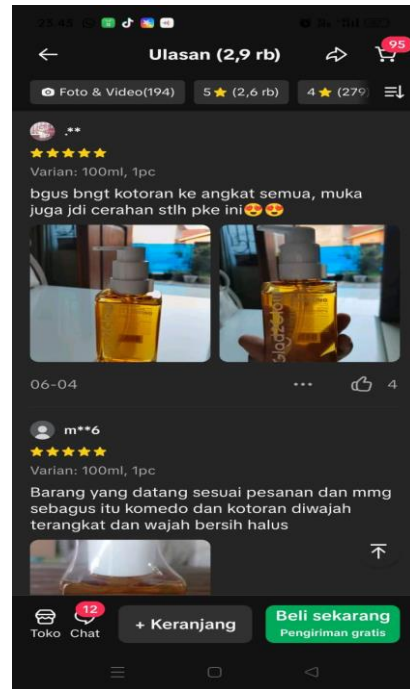 Ulasan (2,9 rb)
95
Foto & Video(194)
5★ (2,6 rb)
4★ (279
.**
Varian: 100ml, 1pc
bgus bngt kotoran ke angkat semua, muka
juga jdi cerahan stlh pke ini😍😍
06-04
4
m**6
Varian: 100ml, 1pc
Barang yang datang sesuai pesanan dan mmg
sebagus itu komedo dan kotoran diwajah
terangkat dan wajah bersih halus
12
Toko
Chat
+ Keranjang
Beli sekarang
Pengiriman gratis